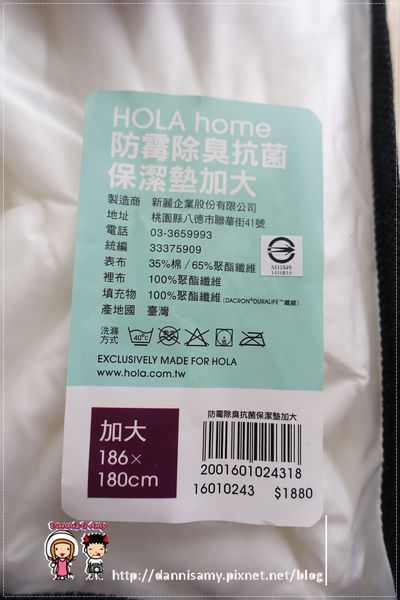 HOLA home
防霉除臭抗菌
保潔墊加大
製造商 新麗企業股份有限公司
地址 桃園縣八德市聯華街41號
電話 03-3659993
統編 33375909
表布 35%棉/65%聚酯纖維
裡布 100%聚酯纖維
填充物 100%聚酯纖維(DACRON®DURALIFE™纖維)
產地國 臺灣
洗滌方式 40°C
EXCLUSIVELY MADE FOR HOLA
www.hola.com.tw
加大
186×
180cm
防霉除臭抗菌保潔墊加大
2001601024318
16010243 $1880
http://dannisamy.pixnet.net/blog